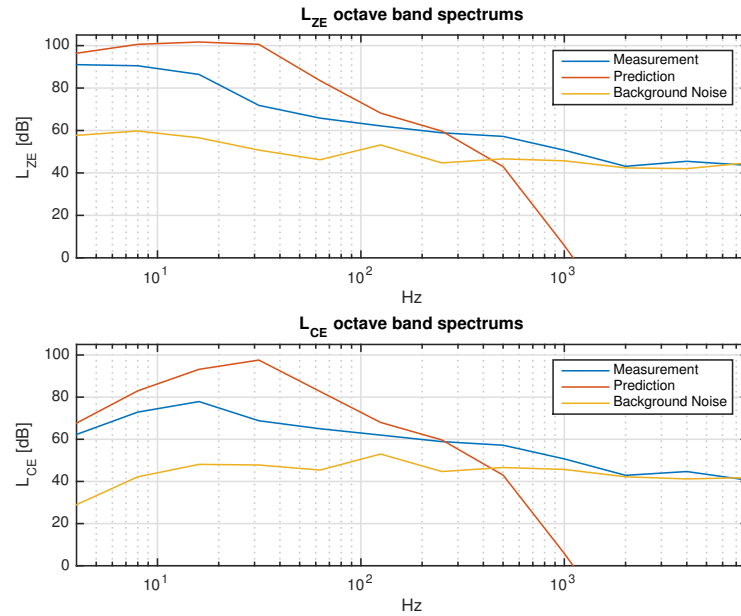 L_ZE octave band spectrums
100
80
60
40
20
0
L_ZE [dB]
Measurement
Prediction
Background Noise
10^1
10^2
10^3
Hz
L_CE octave band spectrums
100
80
60
40
20
0
L_CE [dB]
Measurement
Prediction
Background Noise
10^1
10^2
10^3
Hz